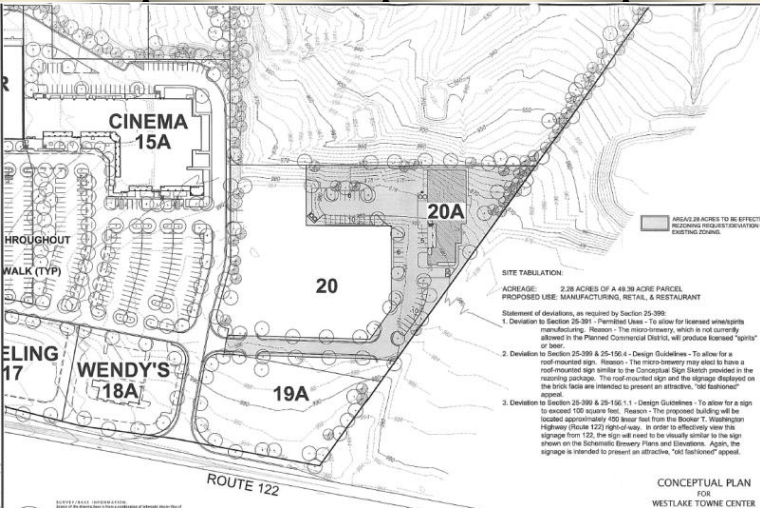 CINEMA
15A
R
HROUGHOUT
WALK (TYP)
20A
20
ELING
17
WENDY'S
18A
19A
ROUTE 122
AREA/2.28 ACRES TO BE EFFECT
REZONING REQUEST/DEVIATION
EXISTING ZONING.
SITE TABULATION:
ACREAGE: 2.28 ACRES OF A 49.39 ACRE PARCEL
PROPOSED USE: MANUFACTURING, RETAIL, & RESTAURANT
Statement of deviations, as required by Section 25-399:
1. Deviation to Section 25-391 - Permitted Uses - To allow for licensed wine/spirits
manufacturing. Reason - The micro-brewery, which is not currently
allowed in the Planned Commercial District, will produce licensed "spirits"
or beer.
2. Deviation to Section 25-399 & 25-156.4 - Design Guidelines - To allow for a
roof-mounted sign. Reason - The micro-brewery may elect to have a
roof-mounted sign similar to the Conceptual Sign Sketch provided in the
rezoning package. The roof-mounted sign and the signage displayed on
the brick facia are intended to present an attractive, "old fashioned"
appeal.
3. Deviation to Section 25-399 & 25-156.1.1 - Design Guidelines - To allow for a sign
to exceed 100 square feet. Reason - The proposed building will be
located approximately 450 linear feet from the Booker T. Washington
Highway (Route 122) right-of-way. In order to effectively view this
signage from 122, the sign will need to be visually similar to the sign
shown on the Schematic Brewery Plans and Elevations. Again, the
signage is intended to present an attractive, "old fashioned" appeal.
CONCEPTUAL PLAN
FOR
WESTLAKE TOWNE CENTER
SURVEY/BASE INFORMATION: